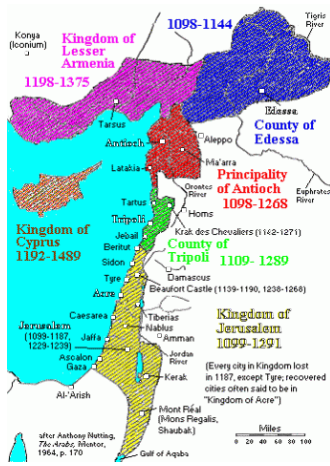 Konya
(Iconium)
Kingdom of
Lesser
Armenia
1198-1375
1098-1144
Tigris
River
Edessa
County of
Edessa
Tarsus
Antioch
Aleppo
Ma'arra
Latakia
Principality
of Antioch
1098-1268
Euphrates
River
Orontes
River
Kingdom of
Cyprus
1192-1489
Tartus
Homs
Tripoli
Krak des Chevaliers (1142-1271)
Jebail
Beritut
County of
Tripoli 1109- 1289
Sidon
Damascus
Tyre
Beaufort Castle (1139-1190, 1238-1268)
Acre
Kingdom of
Jerusalem
1099-1291
Tiberias
Caesarea
Nablus
Jerusalem
(1099-1187,
1229-1239)
Amman
Jaffa
Jordan
River
Ascalon
Gaza
(Every city in Kingdom lost
in 1187, except Tyre; recovered
cities often said to be in
"Kingdom of Acre")
Kerak
Al-'Arish
Mont Réal
(Mons Regalis,
Shaubak)
after Anthony Nutting,
The Arabs, Mentor,
1964, p. 170
Miles
0 50 100
Gulf of Aqaba